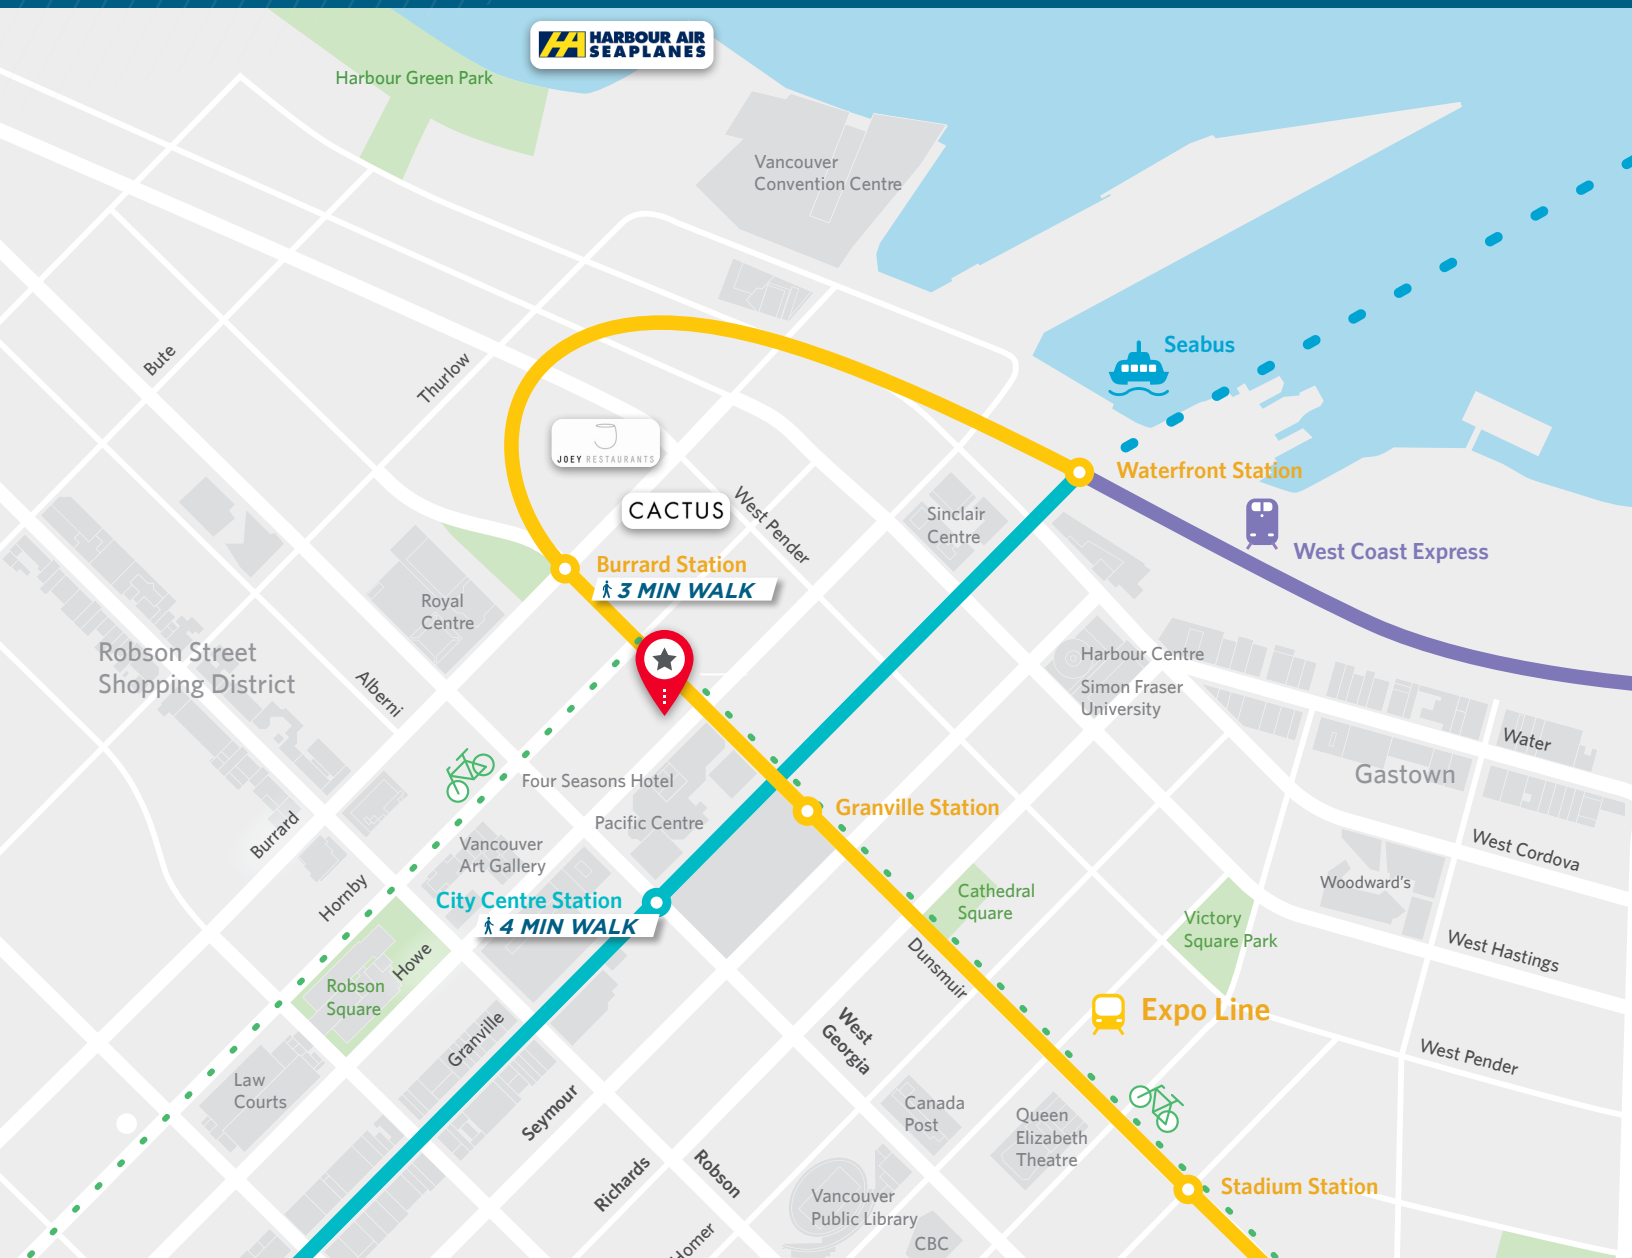 HARBOUR AIR
SEAPLANES
Harbour Green Park
Vancouver
Convention Centre
Seabus
Bute
Thurlow
JOEY RESTAURANTS
CACTUS
West Pender
Waterfront Station
Sinclair
Centre
West Coast Express
Burrard Station
3 MIN WALK
Royal
Centre
Robson Street
Shopping District
Alberni
Harbour Centre
Simon Fraser
University
Water
Gastown
Four Seasons Hotel
Pacific Centre
Granville Station
Burrard
Vancouver
Art Gallery
West Cordova
Woodward's
Hornby
City Centre Station
4 MIN WALK
Cathedral
Square
Victory
Square Park
West Hastings
Howe
Dunsmuir
Robson
Square
Expo Line
Granville
West
Georgia
West Pender
Law
Courts
Seymour
Canada
Post
Queen
Elizabeth
Theatre
Richards
Robson
Stadium Station
Vancouver
Public Library
Homer
CBC